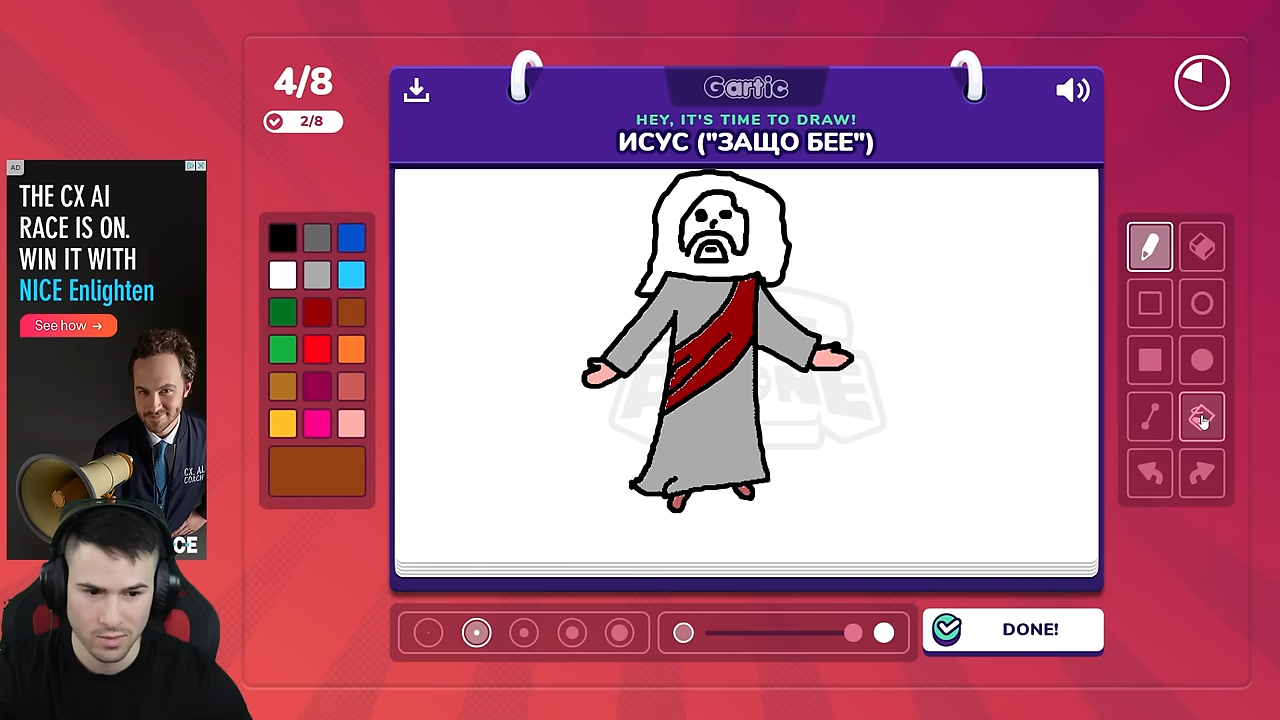 4/8
2/8
Gartic
HEY, IT'S TIME TO DRAW!
ИСУС ("ЗАЩО БЕЕ")
AD
THE CX AI
RACE IS ON.
WIN IT WITH
NICE Enlighten
See how →
CX AI
COACH
DONE!